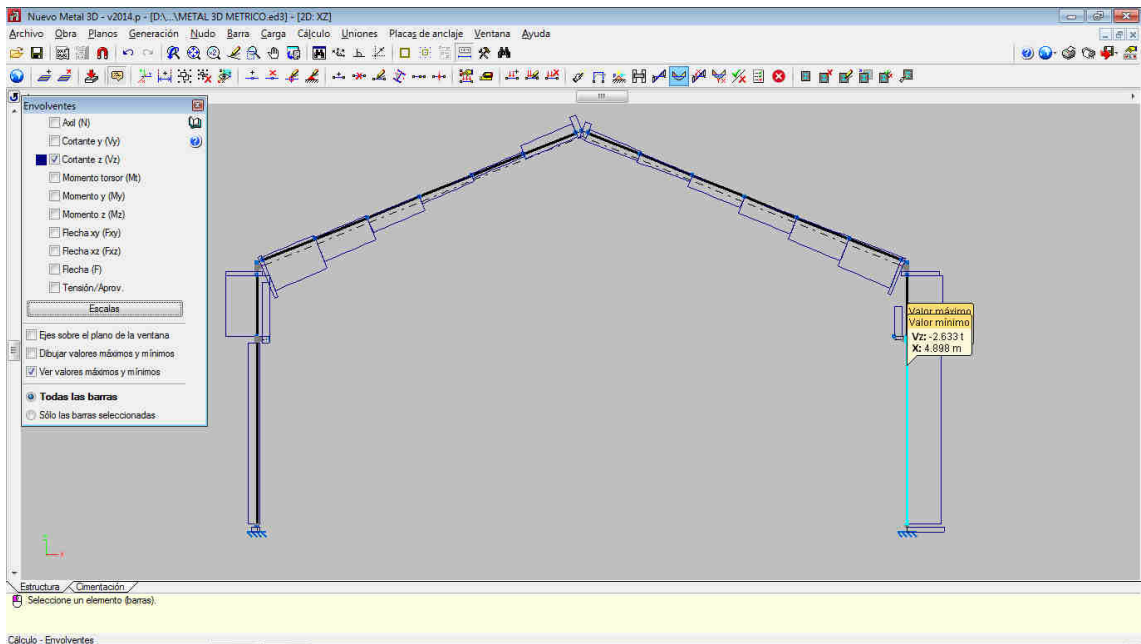 Nuevo Metal 3D - v2014.p - [D:\...\METAL 3D METRICO.ed3] - [2D: XZ]
Archivo Obra Planos Generación Nudo Barra Carga Cálculo Uniones Placas de anclaje Ventana Ayuda
Envolventes
Axil (N)
Cortante y (Vy)
Cortante z (Vz)
Momento torsor (Mt)
Momento y (My)
Momento z (Mz)
Flecha xy (Fxy)
Flecha xz (Fxz)
Flecha (F)
Tensión/Aprov.
Escalas
Ejes sobre el plano de la ventana
Dibujar valores máximos y mínimos
Ver valores máximos y mínimos
Todas las barras
Sólo las barras seleccionadas
Valor máximo
Valor mínimo
Vz: -2.633 t
X: 4.898 m
Estructura Cimentación
Seleccione un elemento (barras).
Cálculo - Envolventes